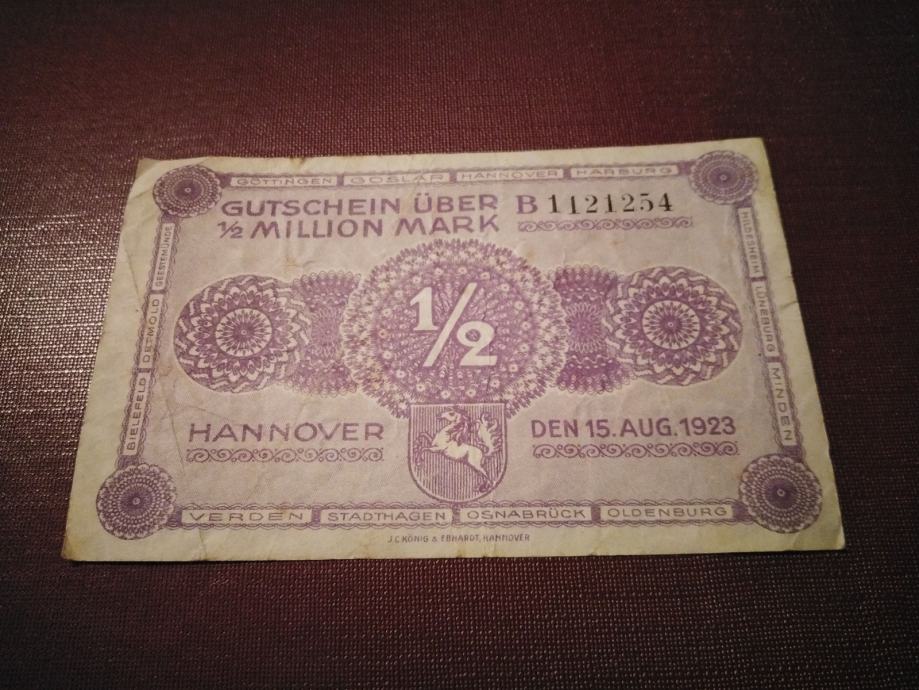 GÖTTINGEN GOSLAR HANNOVER HARBURG
GUTSCHEIN ÜBER B 1121254
½ MILLION MARK
BIELEFELD DETMOLD GEESTEMÜNDE
HILDESHEIM LÜNEBURG MINDEN
1/2
HANNOVER DEN 15. AUG. 1923
VERDEN STADTHAGEN OSNABRÜCK OLDENBURG
J.C. KÖNIG & EBHARDT, HANNOVER